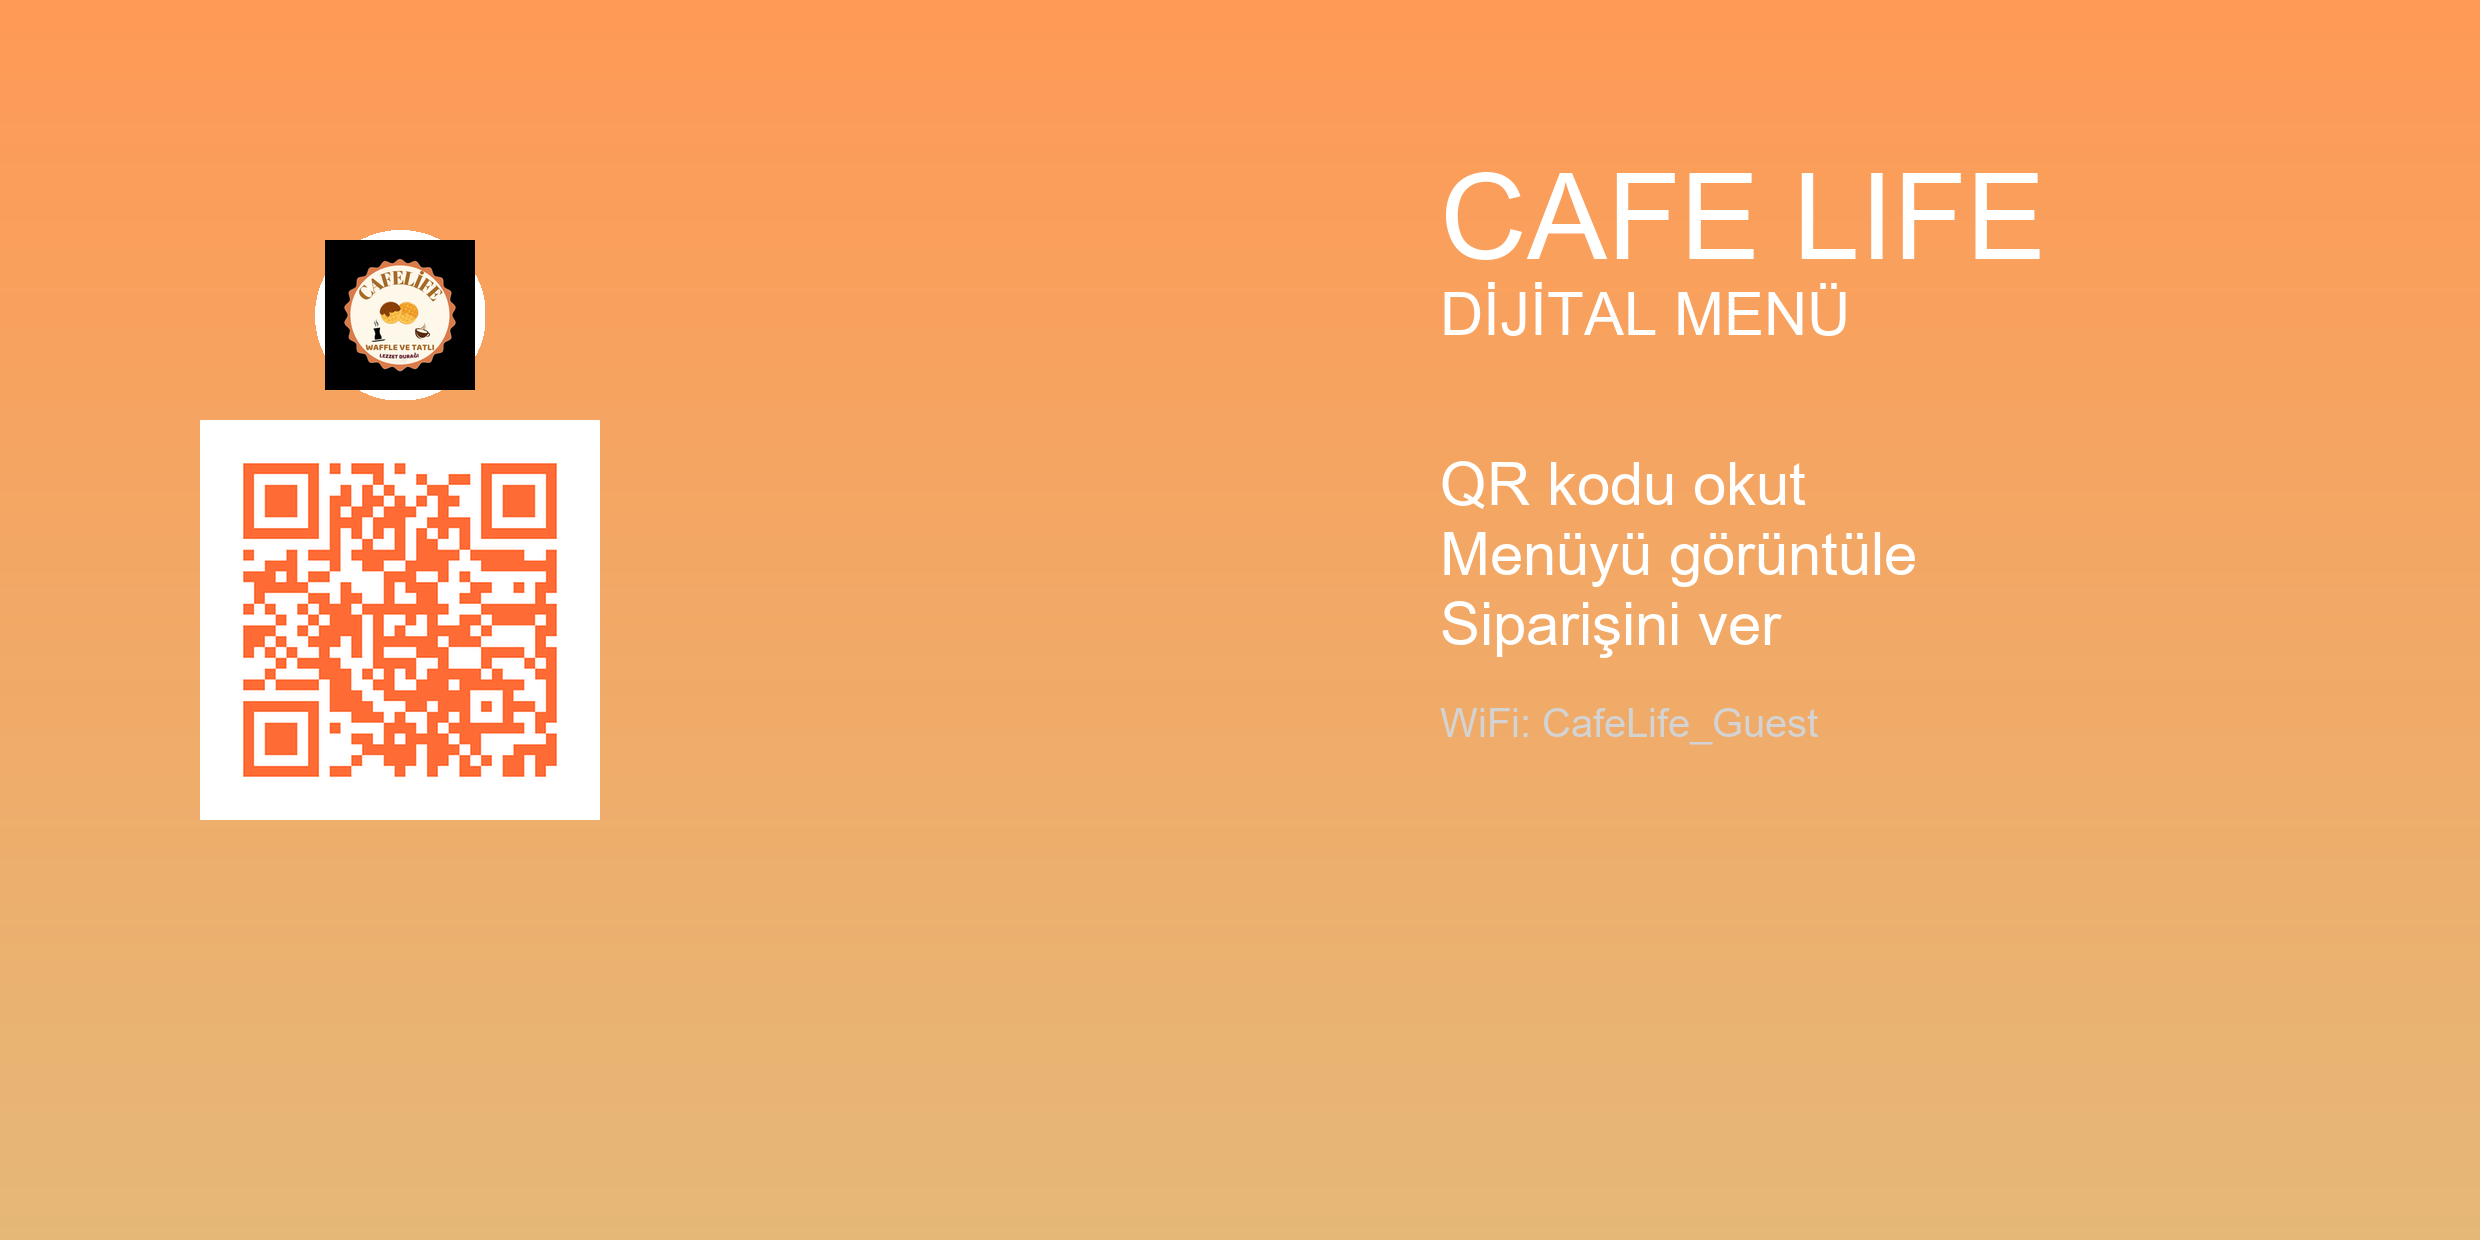 CAFELİFE
WAFFLE VE TATLI
LEZZET DURAĞI
CAFE LIFE
DİJİTAL MENÜ
QR kodu okut
Menüyü görüntüle
Siparişini ver
WiFi: CafeLife_Guest